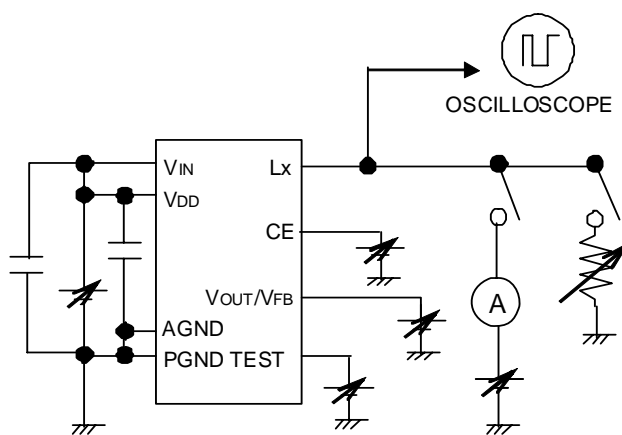 OSCILLOSCOPE
VIN
Lx
VDD
CE
VOUT/VFB
AGND
PGND TEST
A